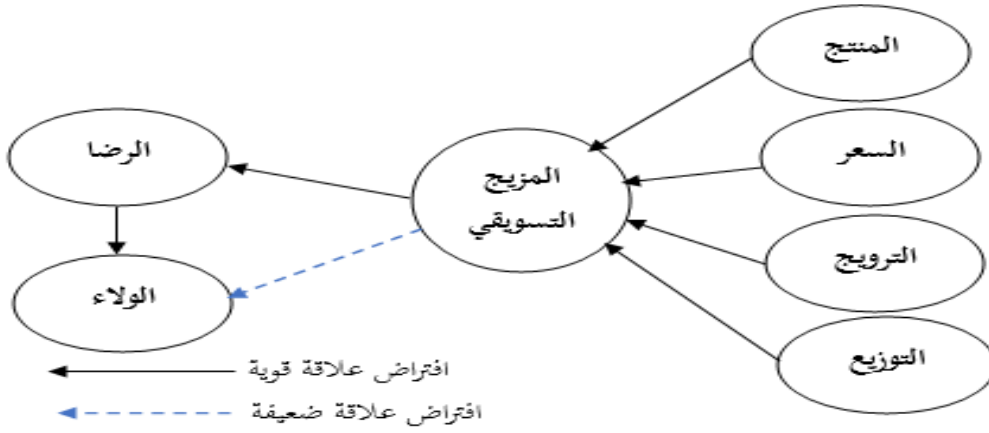 المنتج
السعر
الترويج
التوزيع
المزيج
التسويقي
الرضا
الولاء
افتراض علاقة قوية
افتراض علاقة ضعيفة